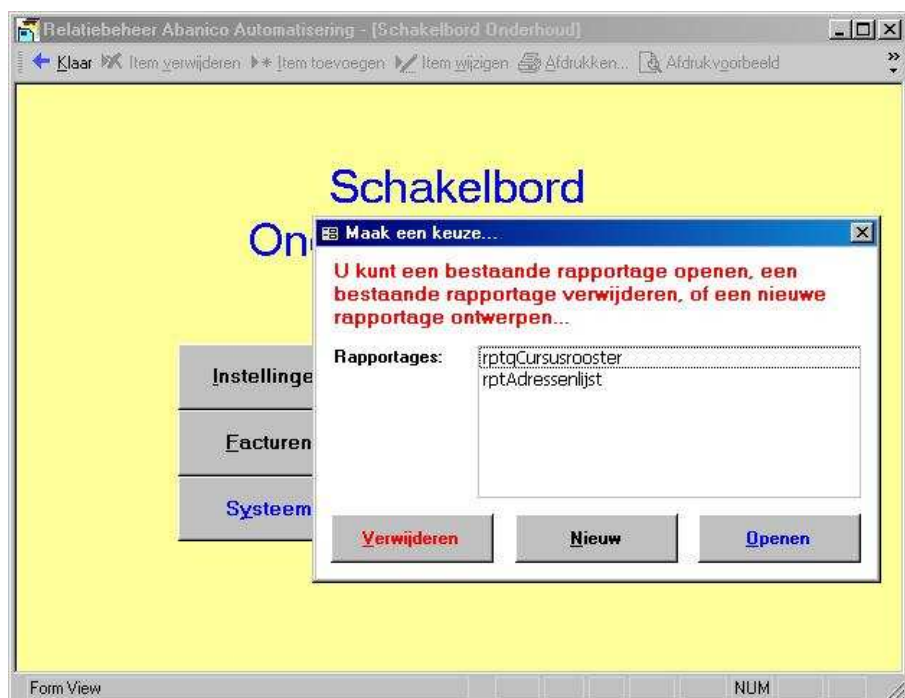 Relatiebeheer Abanico Automatisering - [Schakelbord Onderhoud]
Klaar Item verwijderen Item toevoegen Item wijzigen Afdrukken... Afdrukvoorbeeld
Schakelbord
On
Maak een keuze...
U kunt een bestaande rapportage openen, een
bestaande rapportage verwijderen, of een nieuwe
rapportage ontwerpen...
Rapportages:
rptqCursusrooster
rptAdressenlijst
Instellinge
Facturen
Systeem
Verwijderen Nieuw Openen
Form View NUM